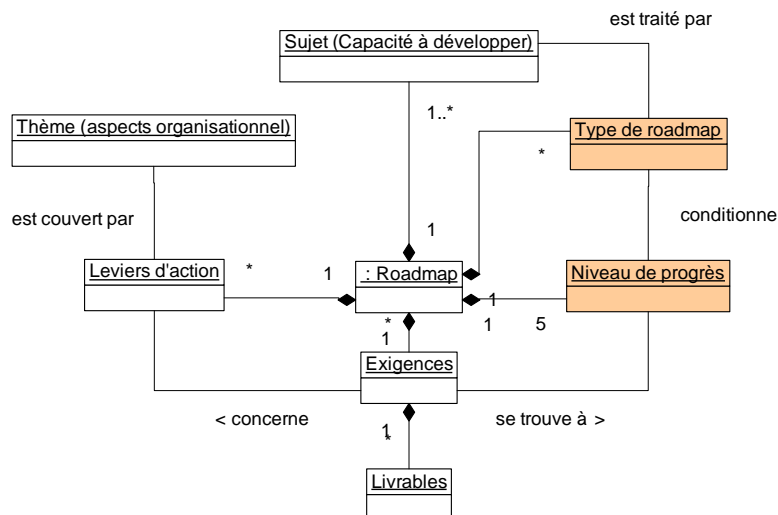 est traité par
Sujet (Capacité à développer)
1..*
Thème (aspects organisationnel)
Type de roadmap
*
est couvert par
conditionne
1
Leviers d'action
*
1
: Roadmap
Niveau de progrès
1
1
5
*
1
Exigences
< concerne
se trouve à >
1
*
Livrables